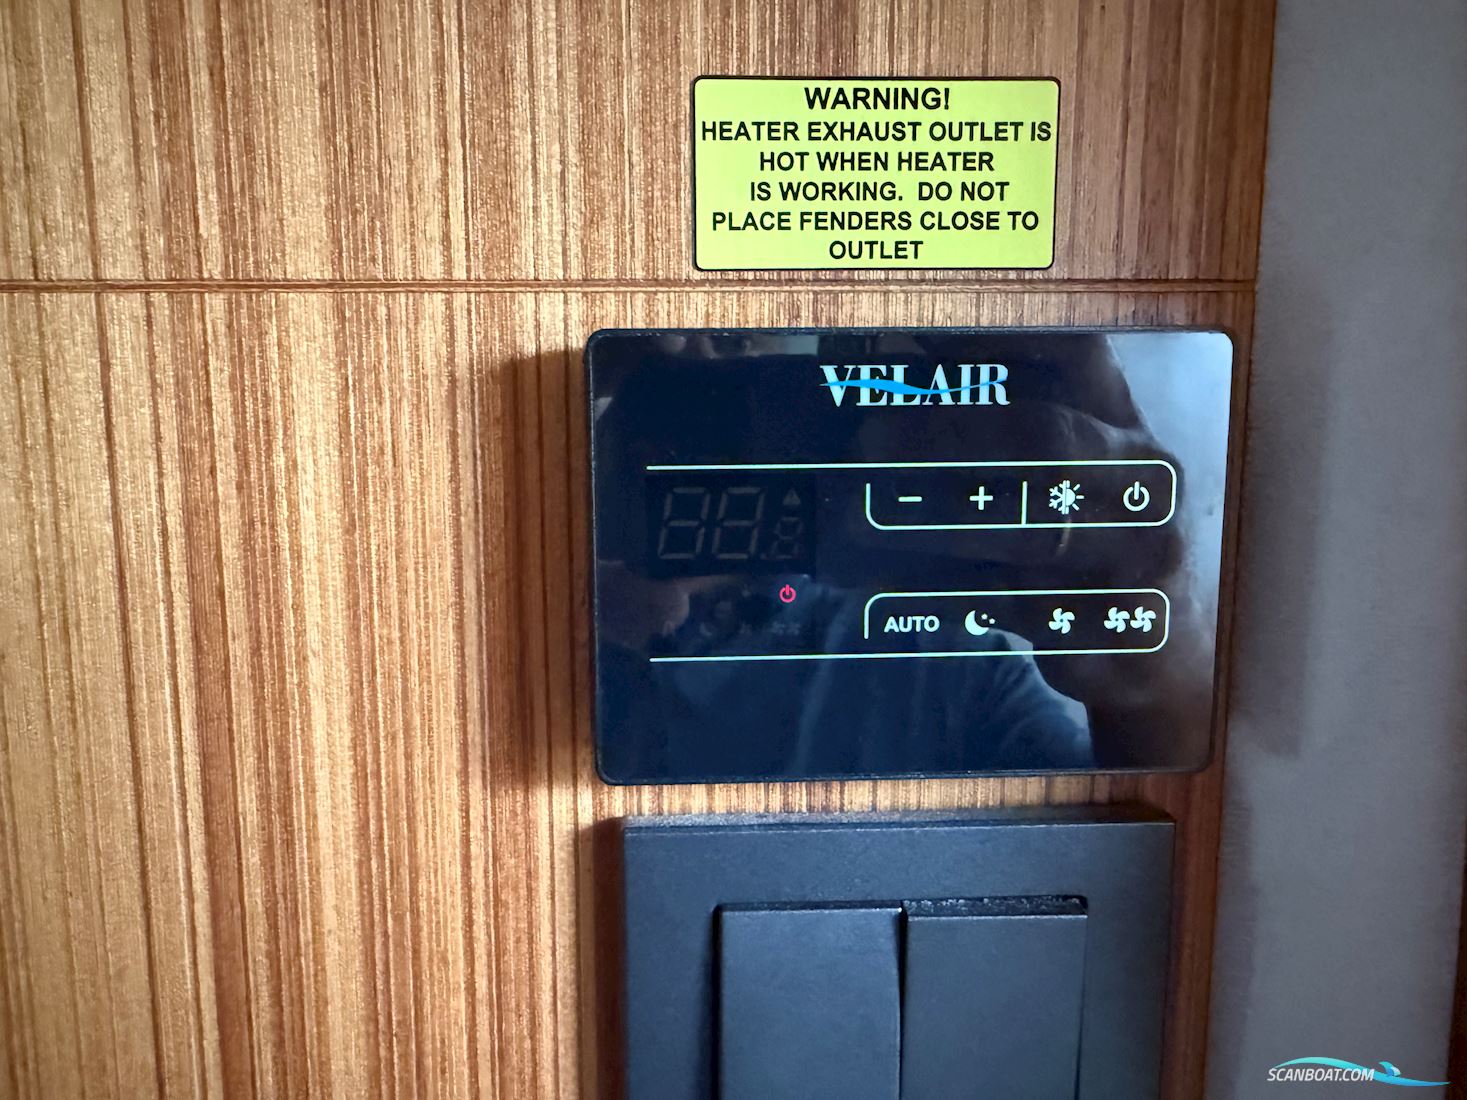 WARNING!
HEATER EXHAUST OUTLET IS
HOT WHEN HEATER
IS WORKING. DO NOT
PLACE FENDERS CLOSE TO
OUTLET
VELAIR
AUTO
SCANBOAT.COM